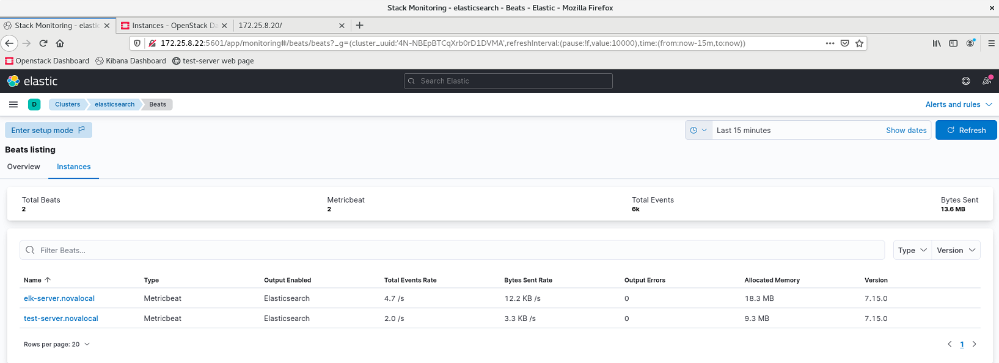 Stack Monitoring - elasticsearch - Beats - Elastic - Mozilla Firefox
Stack Monitoring - elastic
Instances - OpenStack Da
172.25.8.20/
172.25.8.22:5601/app/monitoring#/beats/beats?_g=(cluster_uuid:'4N-NBEpBTCqXrb0rD1DVMA',refreshInterval:(pause:!f,value:10000),time:(from:now-15m,to:now))
Openstack Dashboard Kibana Dashboard test-server web page
elastic
Search Elastic
D Clusters elasticsearch Beats
Alerts and rules
Enter setup mode
Last 15 minutes Show dates Refresh
Beats listing
Overview Instances
Total Beats Metricbeat Total Events Bytes Sent
2 2 6k 13.6 MB
Filter Beats...
Type Version
Name Type Output Enabled Total Events Rate Bytes Sent Rate Output Errors Allocated Memory Version
elk-server.novalocal Metricbeat Elasticsearch 4.7 /s 12.2 KB /s 0 18.3 MB 7.15.0
test-server.novalocal Metricbeat Elasticsearch 2.0 /s 3.3 KB /s 0 9.3 MB 7.15.0
Rows per page: 20
1